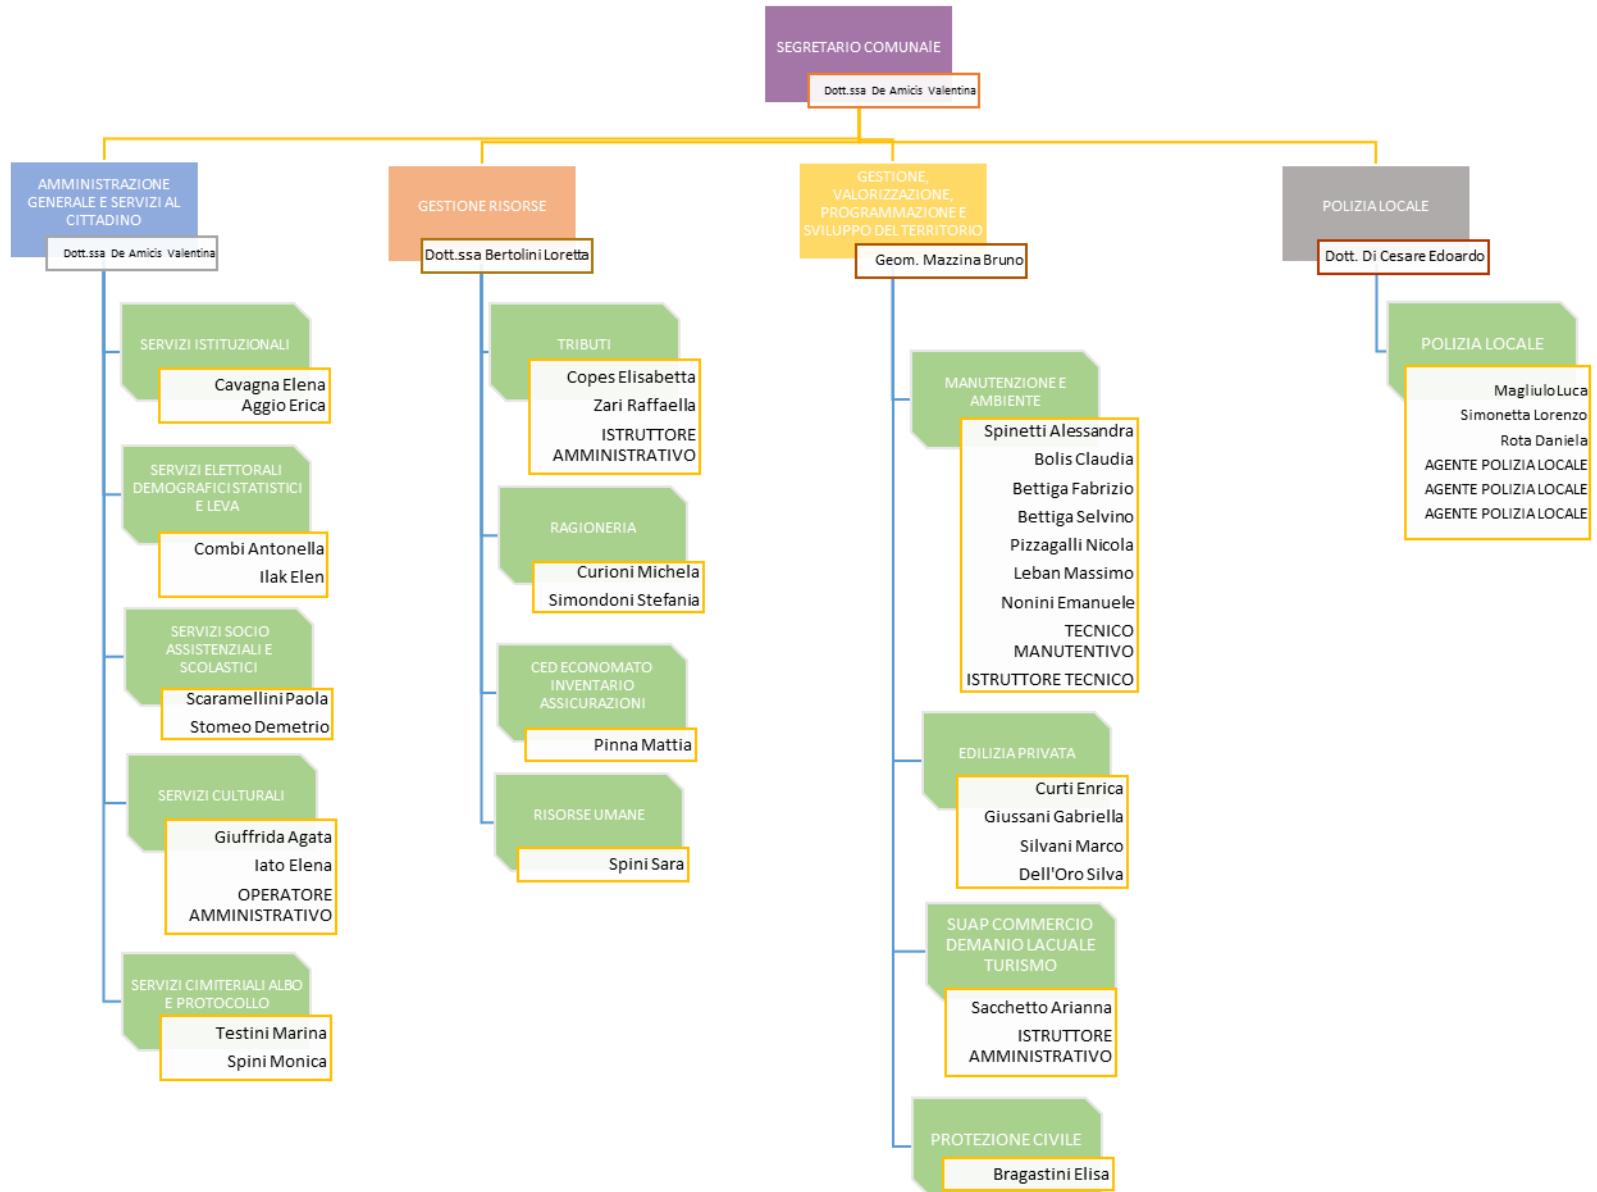 SEGRETARIO COMUNAlE
Dott.ssa De Amicis Valentina
AMMINISTRAZIONE
GENERALE E SERVIZI AL
CITTADINO
Dott.ssa De Amicis Valentina
SERVIZI ISTITUZIONALI
Cavagna Elena
Aggio Erica
SERVIZI ELETTORALI
DEMOGRAFICI STATISTICI
E LEVA
Combi Antonella
Ilak Elen
SERVIZI SOCIO
ASSISTENZIALI E
SCOLASTICI
Scaramellini Paola
Stomeo Demetrio
SERVIZI CULTURALI
Giuffrida Agata
Iato Elena
OPERATORE
AMMINISTRATIVO
SERVIZI CIMITERIALI ALBO
E PROTOCOLLO
Testini Marina
Spini Monica
GESTIONE RISORSE
Dott.ssa Bertolini Loretta
TRIBUTI
Copes Elisabetta
Zari Raffaella
ISTRUTTORE
AMMINISTRATIVO
RAGIONERIA
Curioni Michela
Simondoni Stefania
CED ECONOMATO
INVENTARIO
ASSICURAZIONI
Pinna Mattia
RISORSE UMANE
Spini Sara
GESTIONE,
VALORIZZAZIONE,
PROGRAMMAZIONE E
SVILUPPO DEL TERRITORIO
Geom. Mazzina Bruno
MANUTENZIONE E
AMBIENTE
Spinetti Alessandra
Bolis Claudia
Bettiga Fabrizio
Bettiga Selvino
Pizzagalli Nicola
Leban Massimo
Nonini Emanuele
TECNICO
MANUTENTIVO
ISTRUTTORE TECNICO
EDILIZIA PRIVATA
Curti Enrica
Giussani Gabriella
Silvani Marco
Dell'Oro Silva
SUAP COMMERCIO
DEMANIO LACUALE
TURISMO
Sacchetto Arianna
ISTRUTTORE
AMMINISTRATIVO
PROTEZIONE CIVILE
Bragastini Elisa
POLIZIA LOCALE
Dott. Di Cesare Edoardo
POLIZIA LOCALE
Magliulo Luca
Simonetta Lorenzo
Rota Daniela
AGENTE POLIZIA LOCALE
AGENTE POLIZIA LOCALE
AGENTE POLIZIA LOCALE